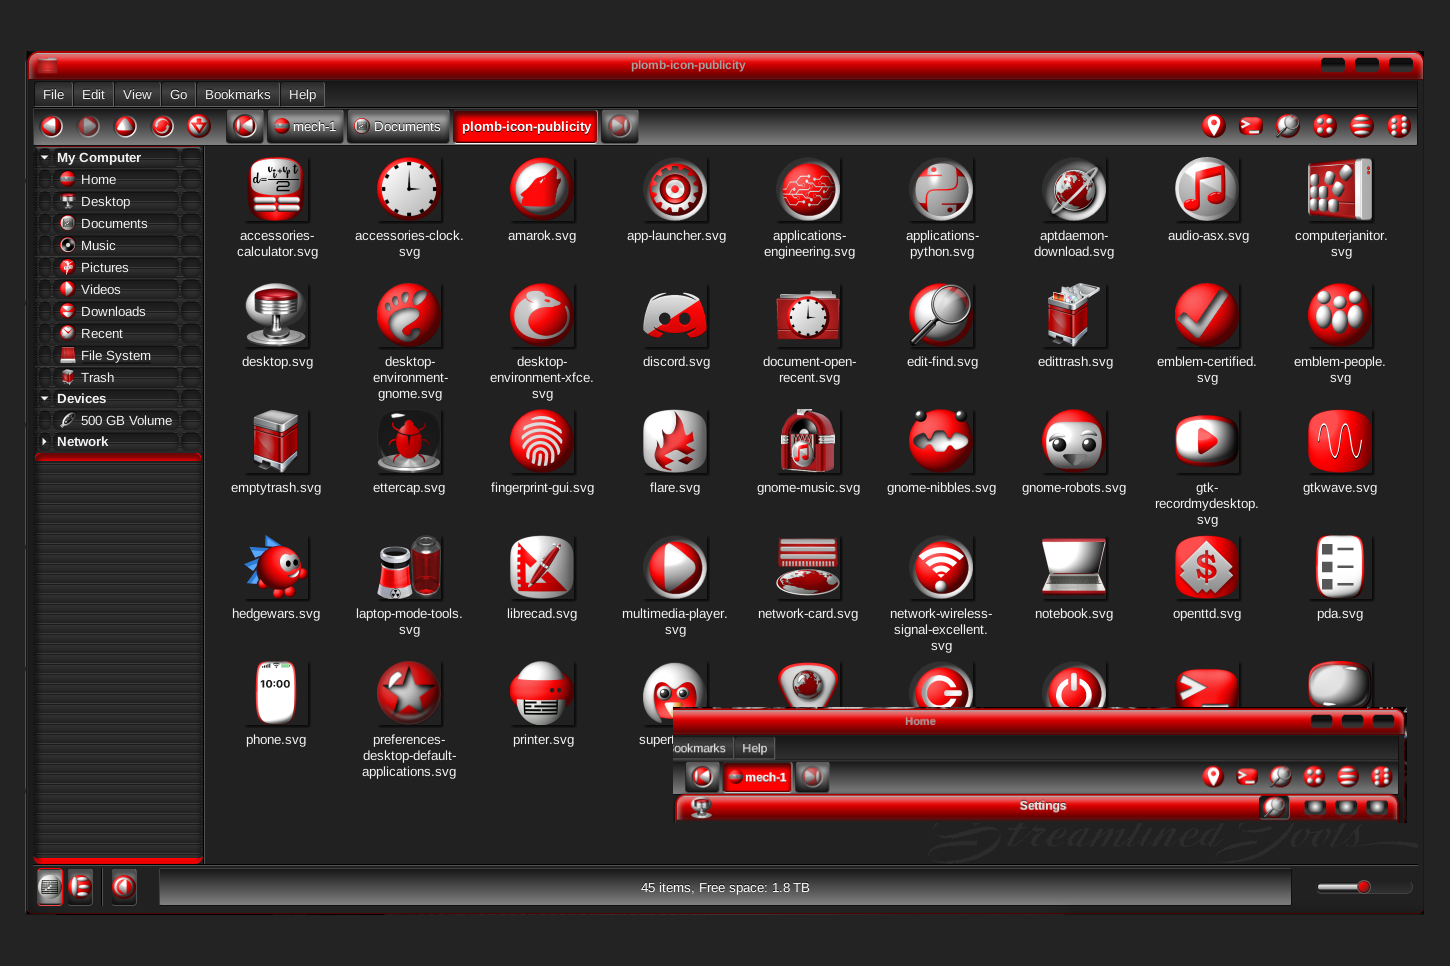 plomb-icon-publicity
File Edit View Go Bookmarks Help
mech-1 Documents plomb-icon-publicity
My Computer
Home
Desktop
Documents
Music
Pictures
Videos
Downloads
Recent
File System
Trash
Devices
500 GB Volume
Network
accessories-
calculator.svg
accessories-clock.
svg
amarok.svg
app-launcher.svg
applications-
engineering.svg
applications-
python.svg
aptdaemon-
download.svg
audio-asx.svg
computerjanitor.
svg
desktop.svg
desktop-
environment-
gnome.svg
desktop-
environment-xfce.
svg
discord.svg
document-open-
recent.svg
edit-find.svg
edittrash.svg
emblem-certified.
svg
emblem-people.
svg
emptytrash.svg
ettercap.svg
fingerprint-gui.svg
flare.svg
gnome-music.svg
gnome-nibbles.svg
gnome-robots.svg
gtk-
recordmydesktop.
svg
gtkwave.svg
hedgewars.svg
laptop-mode-tools.
svg
librecad.svg
multimedia-player.
svg
network-card.svg
network-wireless-
signal-excellent.
svg
notebook.svg
openttd.svg
pda.svg
10:00
phone.svg
preferences-
desktop-default-
applications.svg
printer.svg
Home
ookmarks Help
mech-1
Settings
Streamlined Tools
45 items, Free space: 1.8 TB